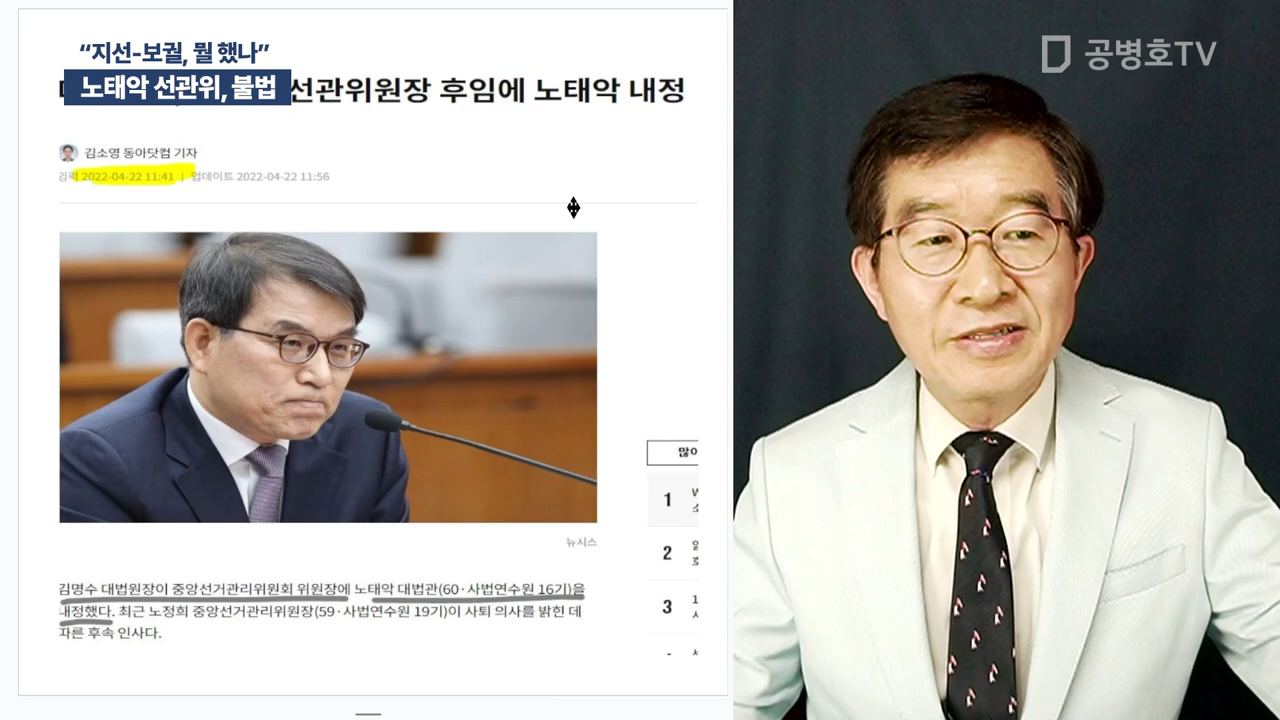 “지선-보궐, 뭘 했나”
노태악 선관위, 불법
선관위원장 후임에 노태악 내정
공병호TV
김소영 동아닷컴 기자
입력 2022-04-22 11:41 | 업데이트 2022-04-22 11:56
뉴시스
많이
1
2
3
김명수 대법원장이 중앙선거관리위원회 위원장에 노태악 대법관(60·사법연수원 16기)을
내정했다. 최근 노정희 중앙선거관리위원장(59·사법연수원 19기)이 사퇴 의사를 밝힌 데
따른 후속 인사다.